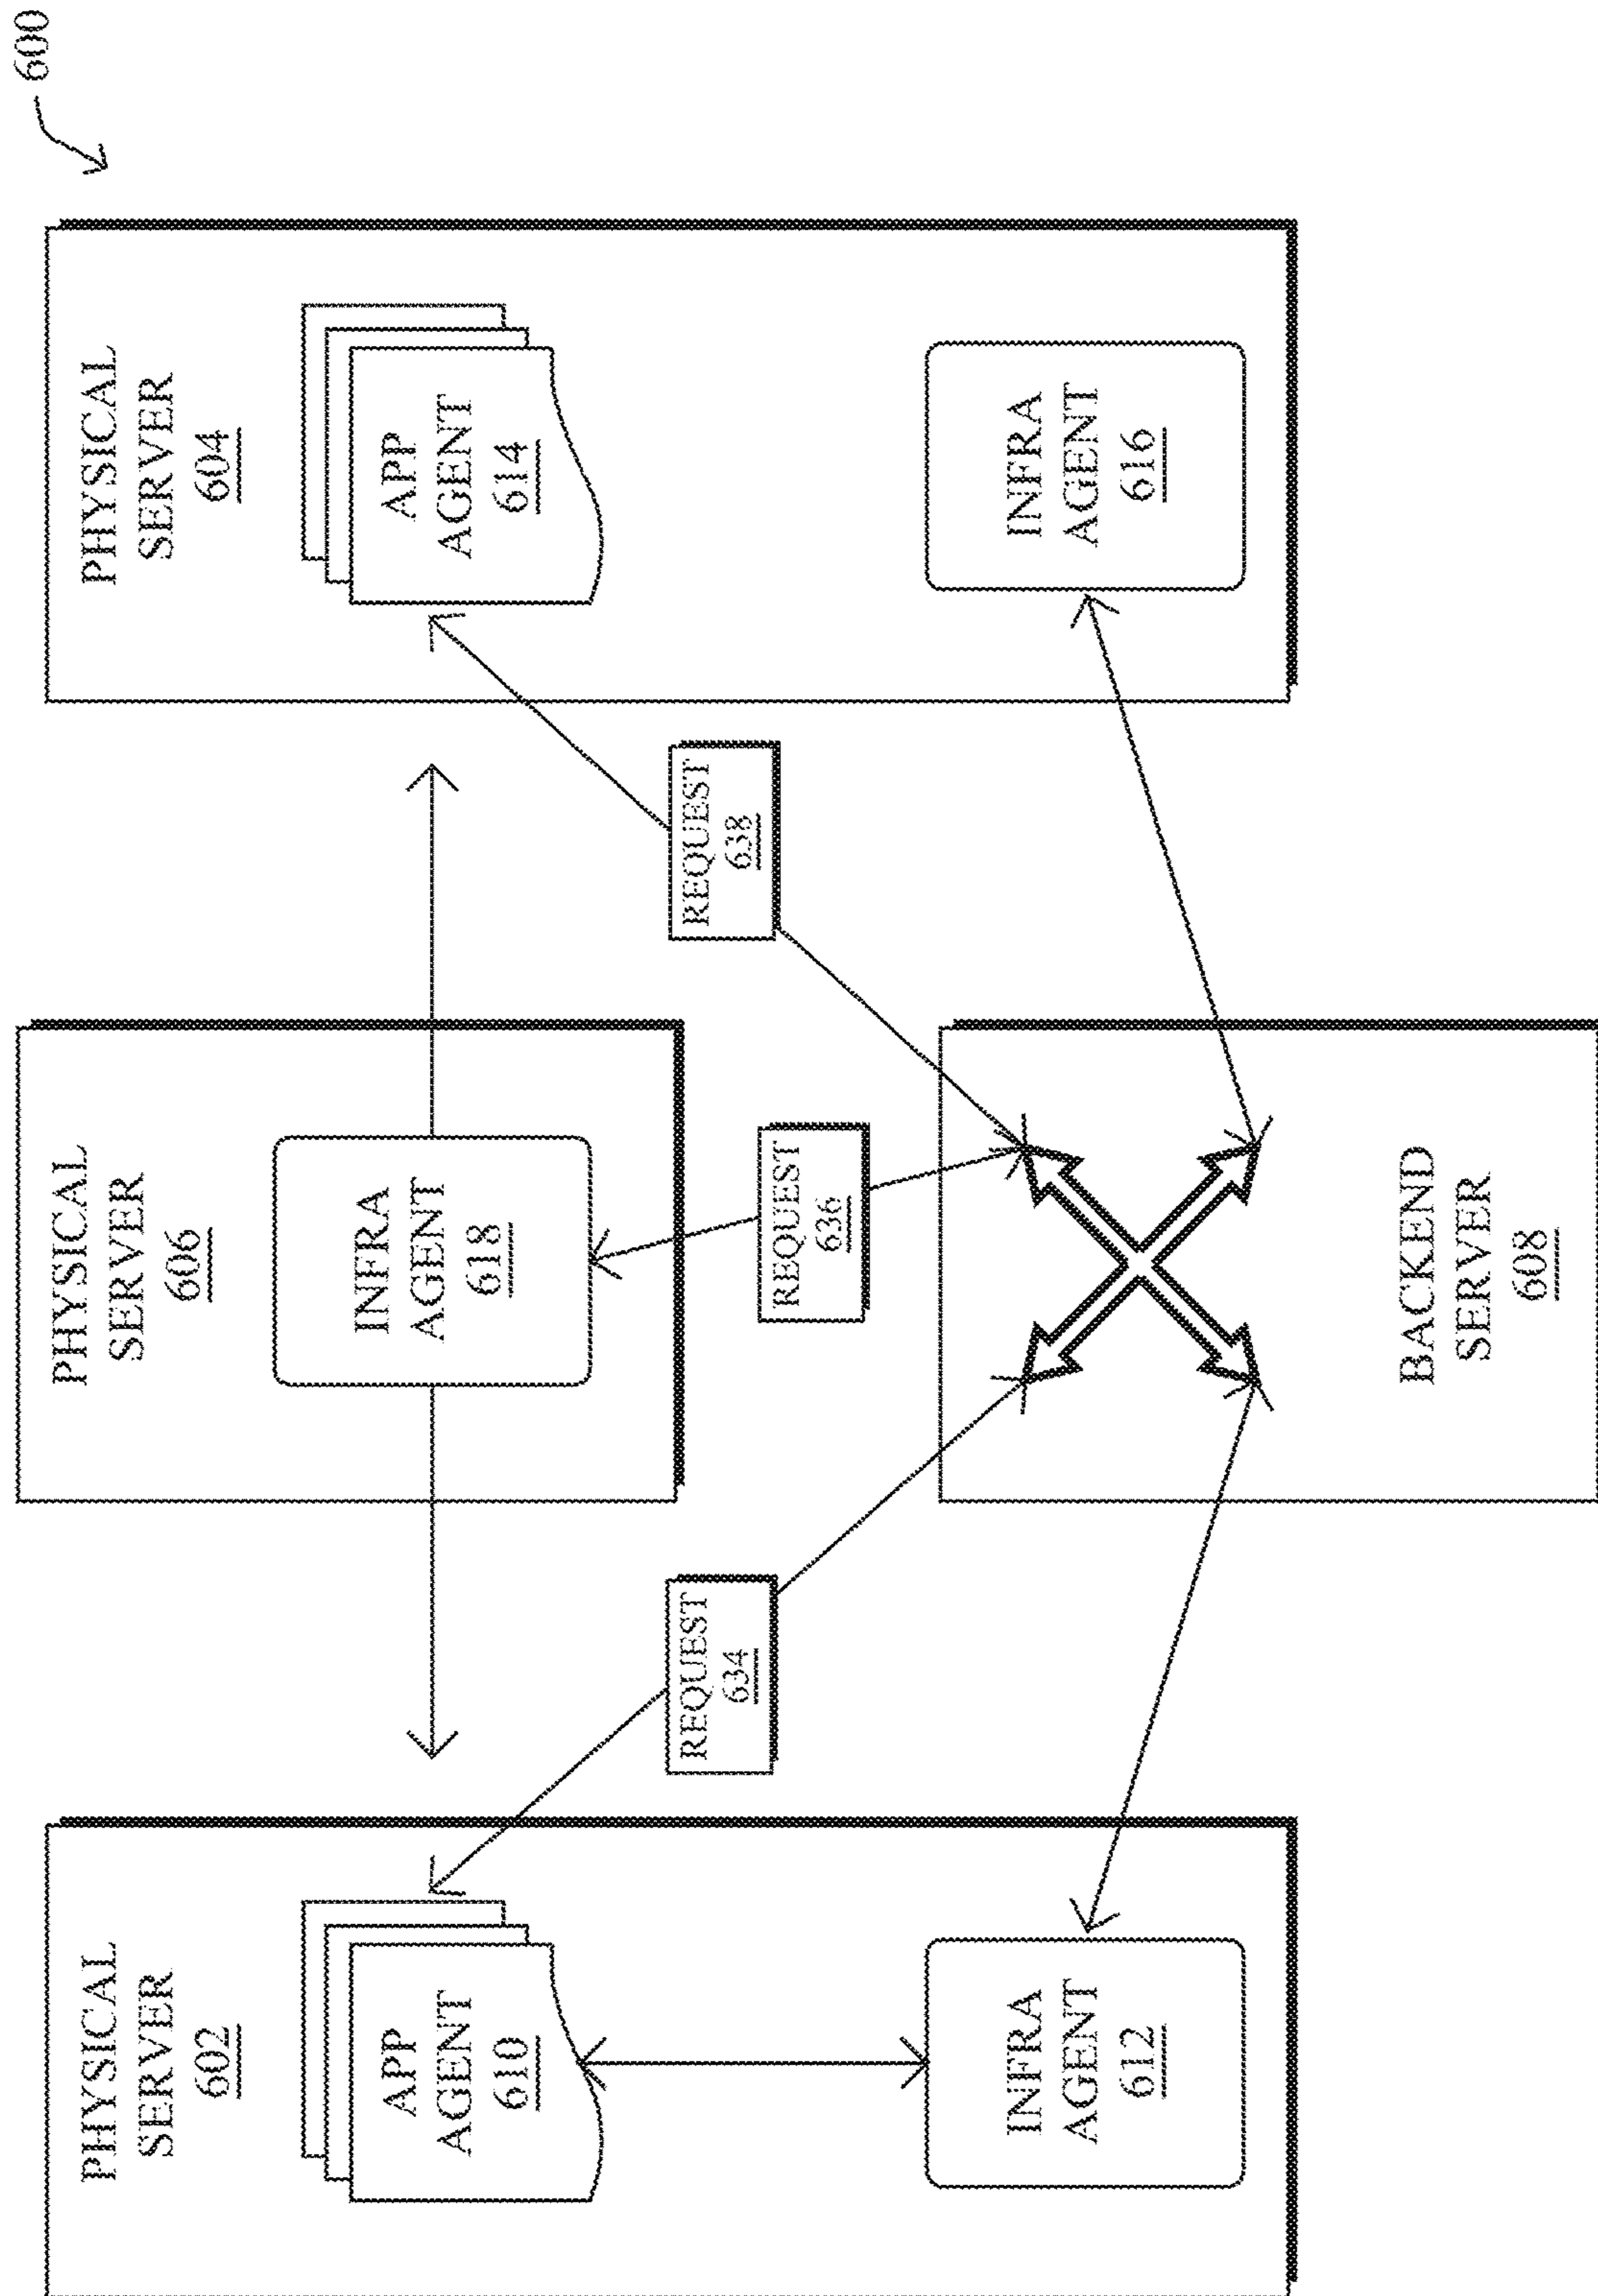 600
PHYSICAL
SERVER
602
APP
AGENT
610
INFRA
AGENT
612
PHYSICAL
SERVER
606
INFRA
AGENT
618
REQUEST
634
REQUEST
636
REQUEST
638
BACKEND
SERVER
608
PHYSICAL
SERVER
604
APP
AGENT
614
INFRA
AGENT
616